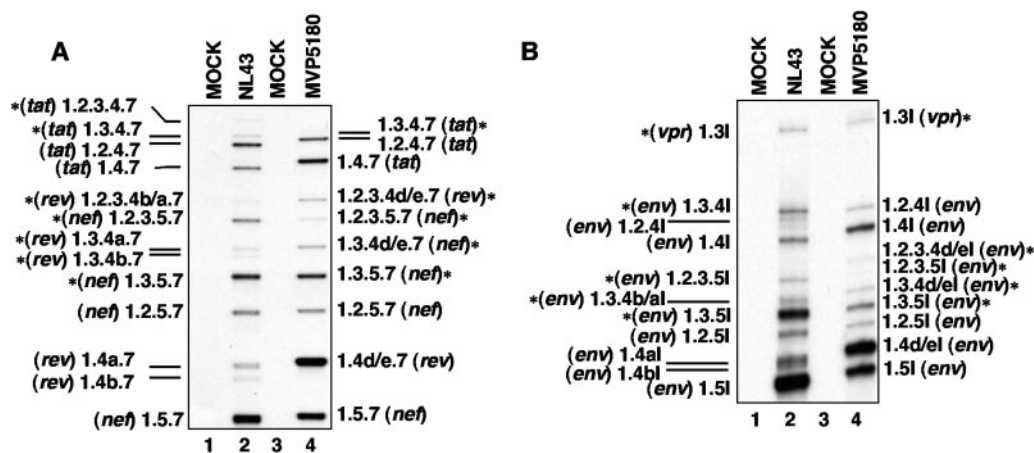 A
MOCK
NL43
MOCK
MVP5180
*(tat) 1.2.3.4.7
*(tat) 1.3.4.7
(tat) 1.2.4.7
(tat) 1.4.7
*(rev) 1.2.3.4b/a.7
*(nef) 1.2.3.5.7
*(rev) 1.3.4a.7
*(rev) 1.3.4b.7
*(nef) 1.3.5.7
(nef) 1.2.5.7
(rev) 1.4a.7
(rev) 1.4b.7
(nef) 1.5.7
1.3.4.7 (tat)*
1.2.4.7 (tat)
1.4.7 (tat)
1.2.3.4d/e.7 (rev)*
1.2.3.5.7 (nef)*
1.3.4d/e.7 (nef)*
1.3.5.7 (nef)*
1.2.5.7 (nef)
1.4d/e.7 (rev)
1.5.7 (nef)
1 2 3 4
B
MOCK
NL43
MOCK
MVP5180
*(vpr) 1.3I
*(env) 1.3.4I
(env) 1.2.4I
(env) 1.4I
*(env) 1.2.3.5I
*(env) 1.3.4b/aI
*(env) 1.3.5I
(env) 1.2.5I
(env) 1.4aI
(env) 1.4bI
(env) 1.5I
1.3I (vpr)*
1.2.4I (env)
1.4I (env)
1.2.3.4d/eI (env)*
1.2.3.5I (env)*
1.3.4d/eI (env)*
1.3.5I (env)*
1.2.5I (env)
1.4d/eI (env)
1.5I (env)
1 2 3 4